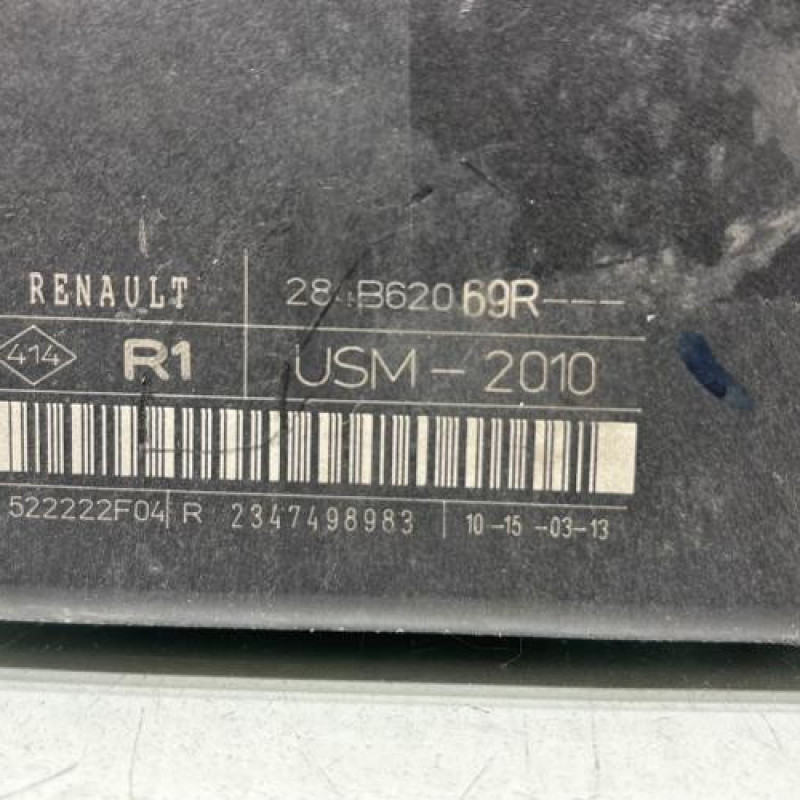 RENAULT 284B62069R---
414 R1 USM-2010
522222F04 R 2347498983 10-15-03-13